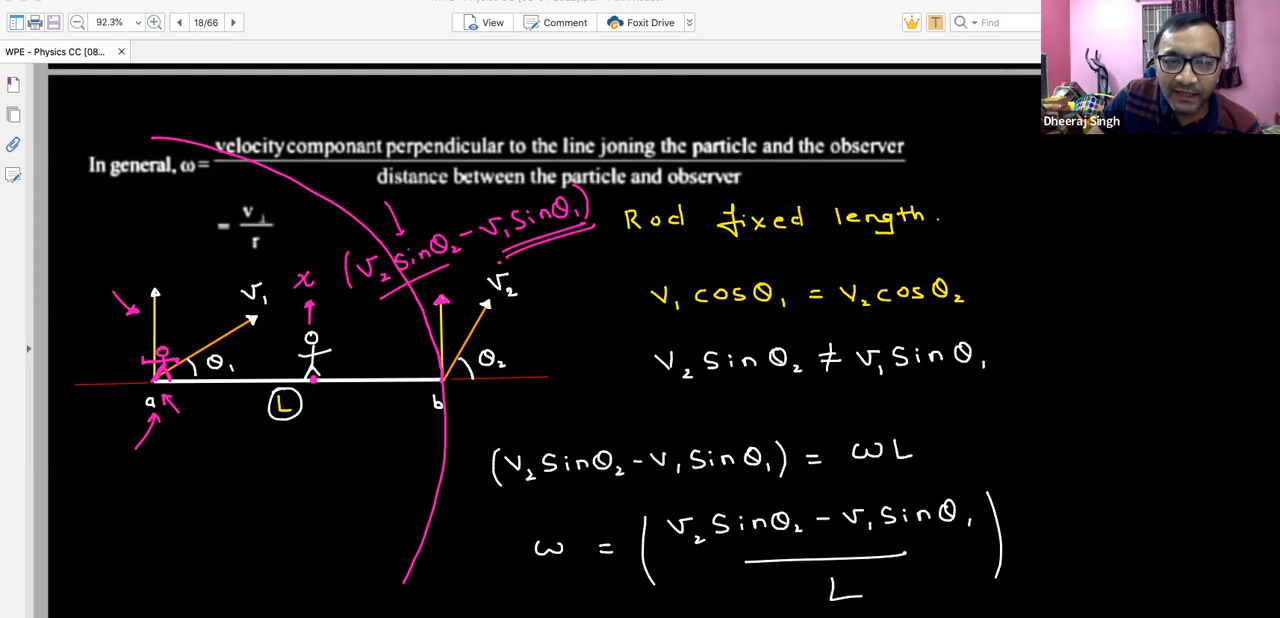 92.3%
18/66
View
Comment
Foxit Drive
Find
WPE - Physics CC [08...
Dheeraj Singh
velocity componant perpendicular to the line joning the particle and the observer
In general, ω=
distance between the particle and observer
= v⊥
r
(v₂ sinθ₂ - v₁ sinθ₁)
Rod fixed length.
v₁
x
v₂
v₁ cosθ₁ = v₂ cosθ₂
θ₁
θ₂
v₂ Sinθ₂ ≠ v₁ Sinθ₁
a
L
b
(v₂ Sinθ₂ - v₁ Sinθ₁) = ωL
ω = (v₂ Sinθ₂ - v₁ Sinθ₁)
L